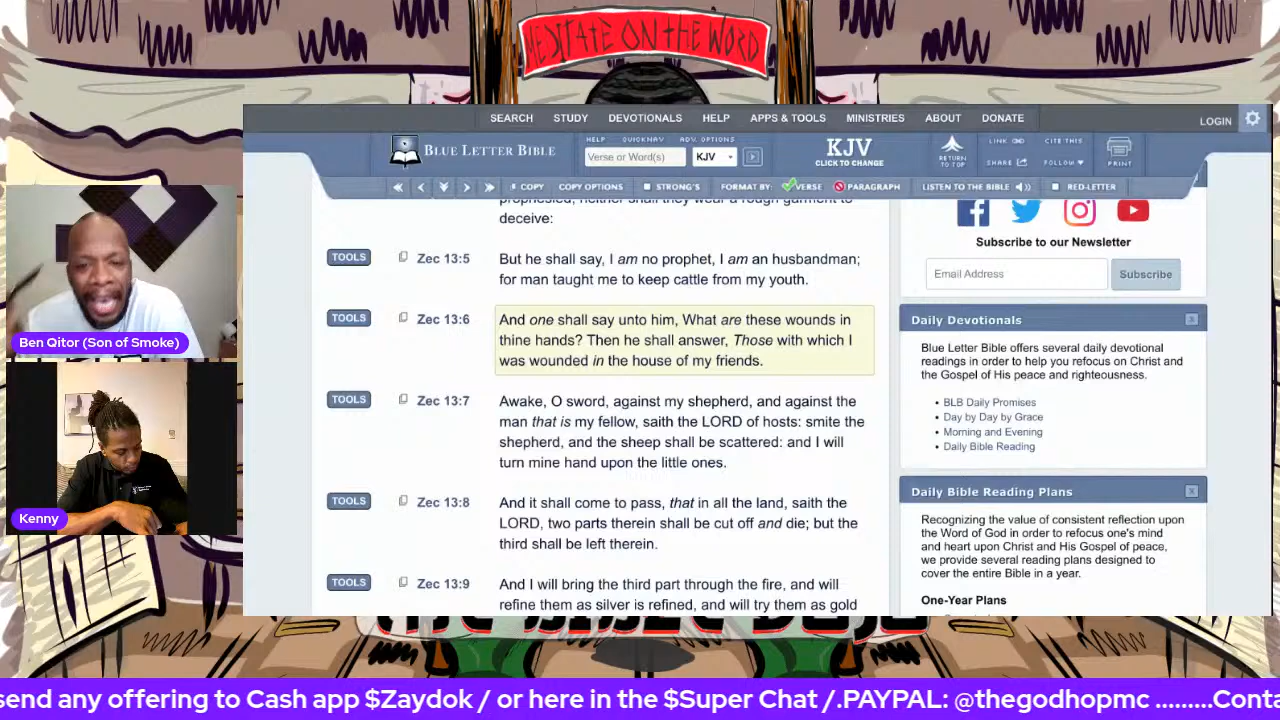 MEDITATE ON THE WORD
SEARCH STUDY DEVOTIONALS HELP APPS & TOOLS MINISTRIES ABOUT DONATE LOGIN
BLUE LETTER BIBLE
HELP QUICKNAV ADV. OPTIONS
Verse or Word(s) KJV
KJV
CLICK TO CHANGE
RETURN
TO TOP
LINK CITE THIS
SHARE FOLLOW
PRINT
COPY COPY OPTIONS STRONG'S FORMAT BY: VERSE PARAGRAPH LISTEN TO THE BIBLE RED-LETTER
deceive:
TOOLS Zec 13:5 But he shall say, I am no prophet, I am an husbandman;
for man taught me to keep cattle from my youth.
TOOLS Zec 13:6 And one shall say unto him, What are these wounds in
thine hands? Then he shall answer, Those with which I
was wounded in the house of my friends.
TOOLS Zec 13:7 Awake, O sword, against my shepherd, and against the
man that is my fellow, saith the LORD of hosts: smite the
shepherd, and the sheep shall be scattered: and I will
turn mine hand upon the little ones.
TOOLS Zec 13:8 And it shall come to pass, that in all the land, saith the
LORD, two parts therein shall be cut off and die; but the
third shall be left therein.
TOOLS Zec 13:9 And I will bring the third part through the fire, and will
refine them as silver is refined, and will try them as gold
Subscribe to our Newsletter
Email Address Subscribe
Daily Devotionals
Blue Letter Bible offers several daily devotional
readings in order to help you refocus on Christ and
the Gospel of His peace and righteousness.
BLB Daily Promises
Day by Day by Grace
Morning and Evening
Daily Bible Reading
Daily Bible Reading Plans
Recognizing the value of consistent reflection upon
the Word of God in order to refocus one's mind
and heart upon Christ and His Gospel of peace,
we provide several reading plans designed to
cover the entire Bible in a year.
One-Year Plans
Ben Qitor (Son of Smoke)
Kenny
send any offering to Cash app $Zaydok / or here in the $Super Chat /.PAYPAL: @thegodhopmc .........Conta